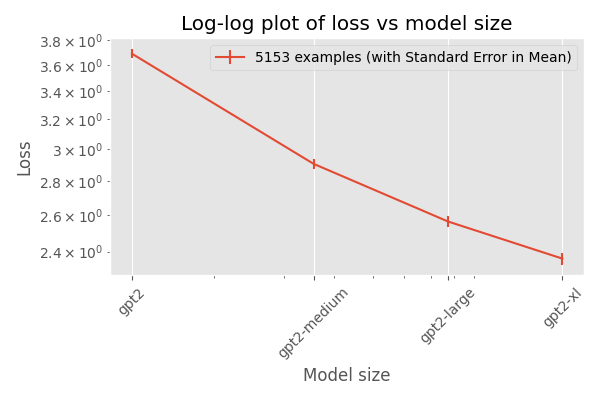 Log-log plot of loss vs model size
5153 examples (with Standard Error in Mean)
Loss
3.8 × 10⁰
3.6 × 10⁰
3.4 × 10⁰
3.2 × 10⁰
3 × 10⁰
2.8 × 10⁰
2.6 × 10⁰
2.4 × 10⁰
gpt2
gpt2-medium
gpt2-large
gpt2-xl
Model size